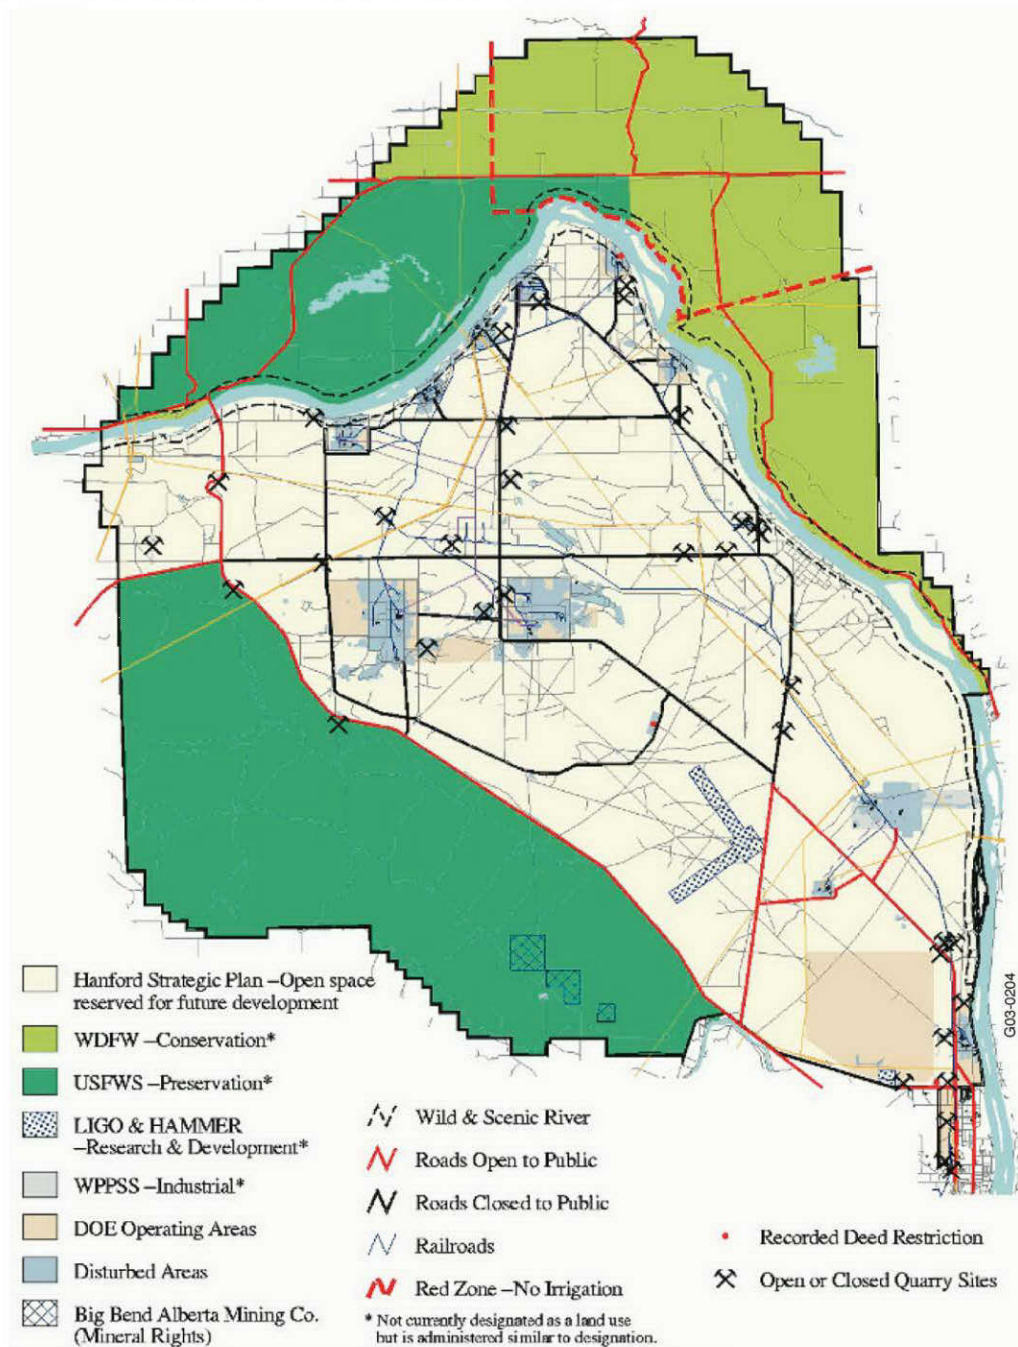 Hanford Strategic Plan –Open space
reserved for future development
WDFW –Conservation*
USFWS –Preservation*
LIGO & HAMMER
–Research & Development*
WPPSS –Industrial*
DOE Operating Areas
Disturbed Areas
Big Bend Alberta Mining Co.
(Mineral Rights)
Wild & Scenic River
Roads Open to Public
Roads Closed to Public
Railroads
Red Zone –No Irrigation
* Not currently designated as a land use
but is administered similar to designation.
Recorded Deed Restriction
Open or Closed Quarry Sites
G03-0204